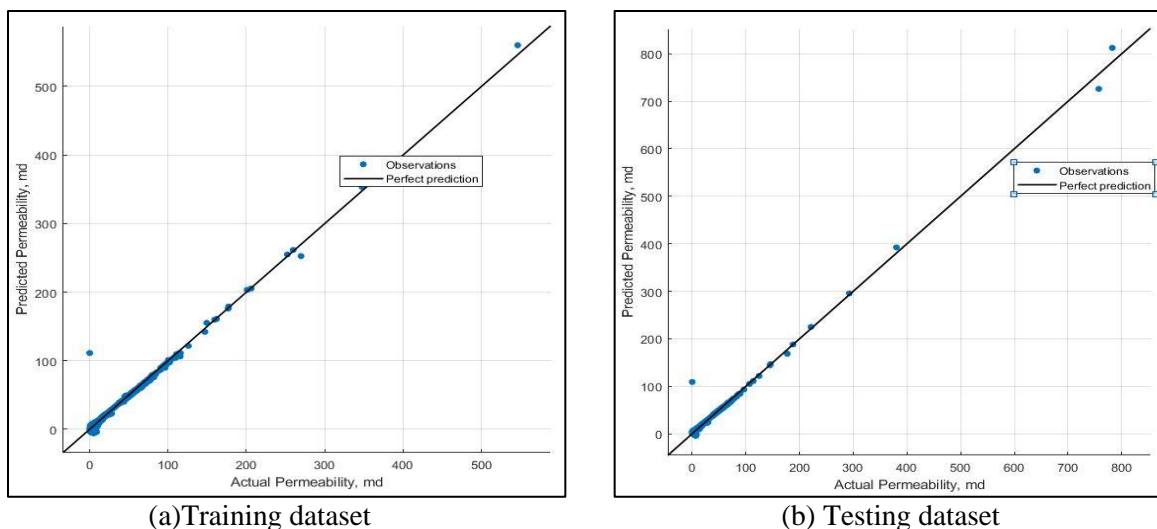 500
400
300
200
100
0
Predicted Permeability, md
Observations
Perfect prediction
0 100 200 300 400 500
Actual Permeability, md
(a)Training dataset
800
700
600
500
400
300
200
100
0
Predicted Permeability, md
Observations
Perfect prediction
0 100 200 300 400 500 600 700 800
Actual Permeability, md
(b) Testing dataset